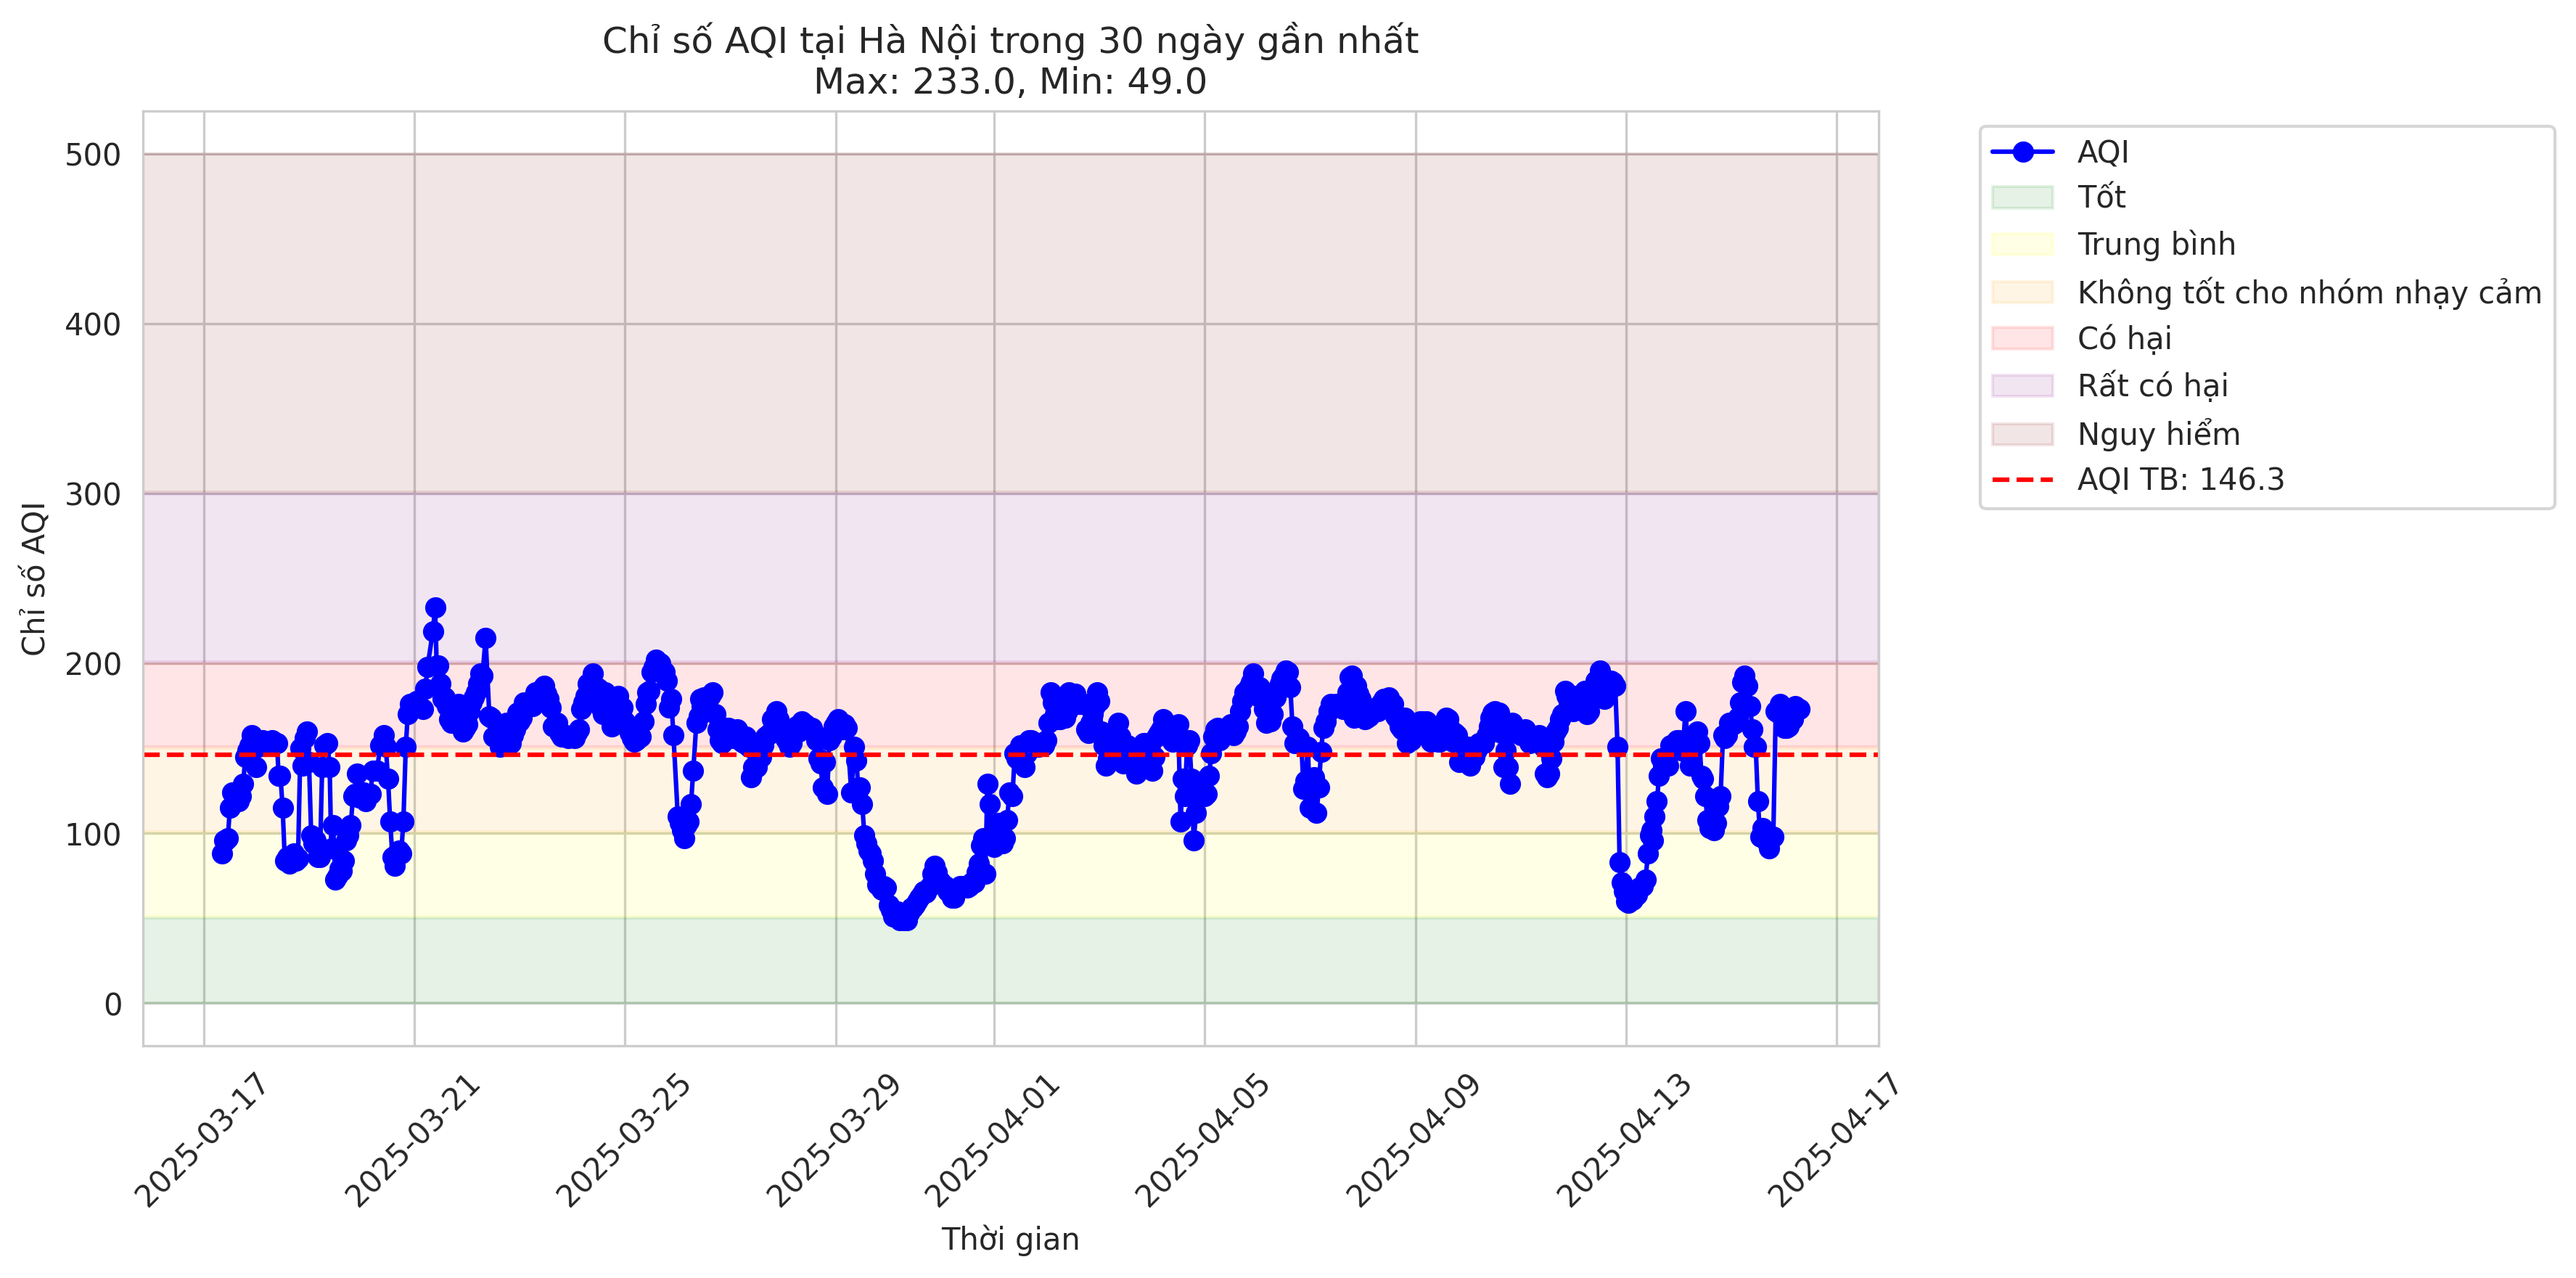 Chỉ số AQI tại Hà Nội trong 30 ngày gần nhất
Max: 233.0, Min: 49.0
Chỉ số AQI
500
400
300
200
100
0
2025-03-17
2025-03-21
2025-03-25
2025-03-29
2025-04-01
2025-04-05
2025-04-09
2025-04-13
2025-04-17
Thời gian
AQI
Tốt
Trung bình
Không tốt cho nhóm nhạy cảm
Có hại
Rất có hại
Nguy hiểm
AQI TB: 146.3